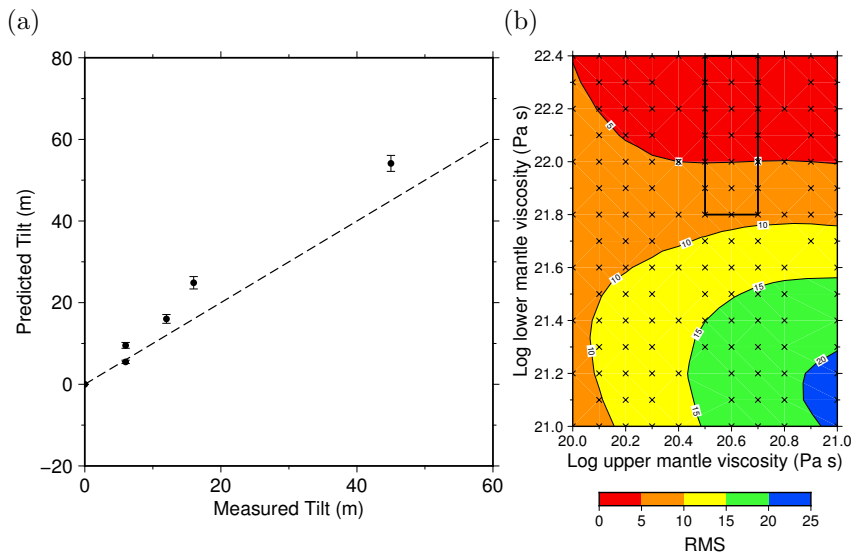 (a)
(b)
80
60
40
20
0
−20
Predicted Tilt (m)
0 20 40 60
Measured Tilt (m)
22.4
22.2
22.0
21.8
21.6
21.4
21.2
21.0
Log lower mantle viscosity (Pa s)
5
10
10
10
15
15
15
20
20.0 20.2 20.4 20.6 20.8 21.0
Log upper mantle viscosity (Pa s)
0 5 10 15 20 25
RMS